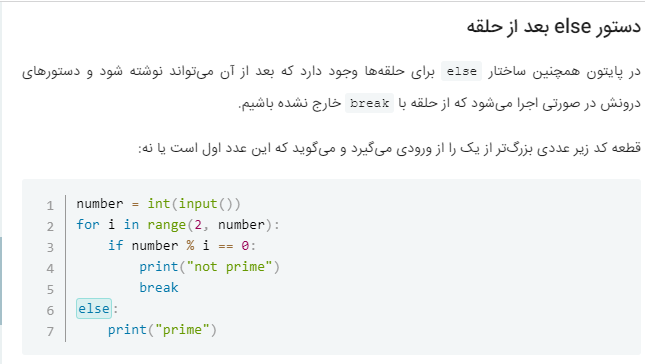 دستور else بعد از حلقه
در پایتون همچنین ساختار else برای حلقه‌ها وجود دارد که بعد از آن می‌تواند نوشته شود و دستورهای
درونش در صورتی اجرا می‌شود که از حلقه با break خارج نشده باشیم.
قطعه کد زیر عددی بزرگ‌تر از یک را از ورودی می‌گیرد و می‌گوید که این عدد اول است یا نه:
1 number = int(input())
2 for i in range(2, number):
3     if number % i == 0:
4         print("not prime")
5         break
6 else:
7     print("prime")